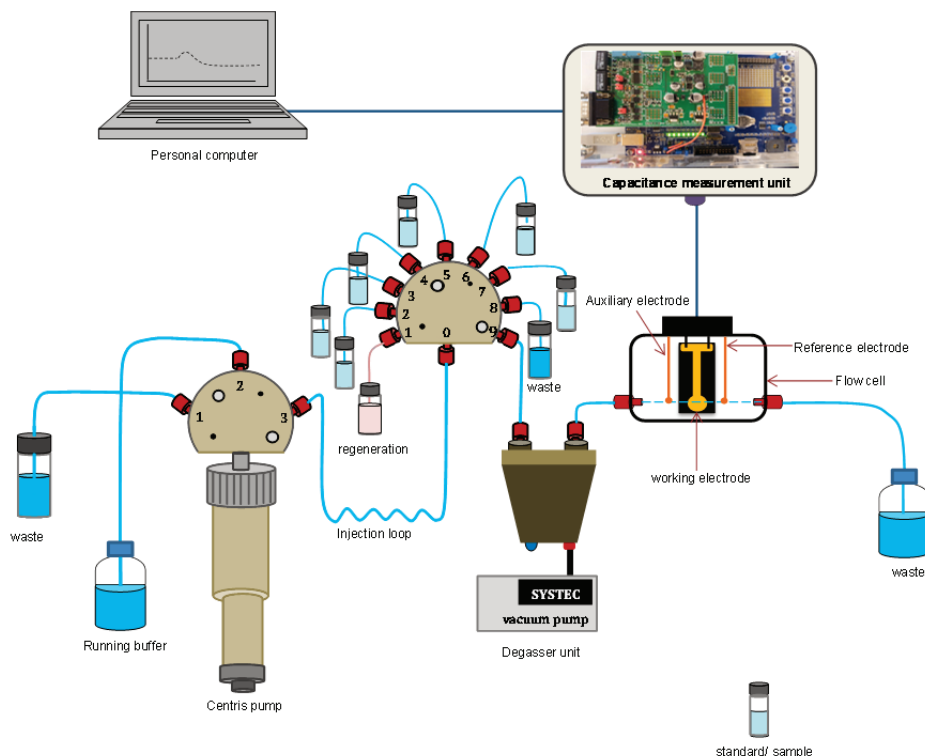 Personal computer
Capacitance measurement unit
5
4
6
3
7
2
8
1
0
9
Auxiliary electrode
Reference electrode
Flow cell
working electrode
waste
regeneration
2
1
3
waste
Injection loop
Running buffer
Centris pump
SYSTEC
vacuum pump
Degasser unit
waste
standard/ sample